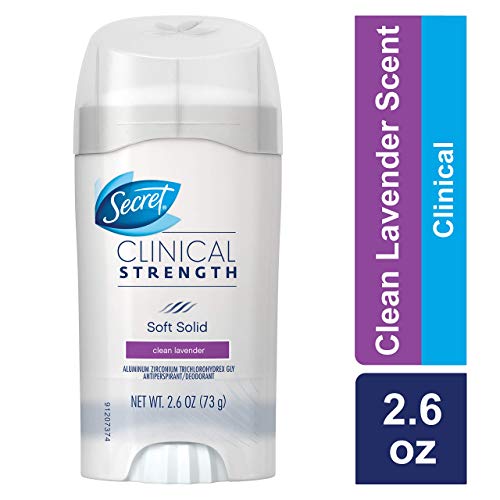 Secret
CLINICAL
STRENGTH
Soft Solid
clean lavender
ALUMINUM ZIRCONIUM TRICHLOROHYDREX GLY
ANTIPERSPIRANT/DEODORANT
NET WT. 2.6 OZ (73 g)
91207374
Clean Lavender Scent
Clinical
2.6
oz